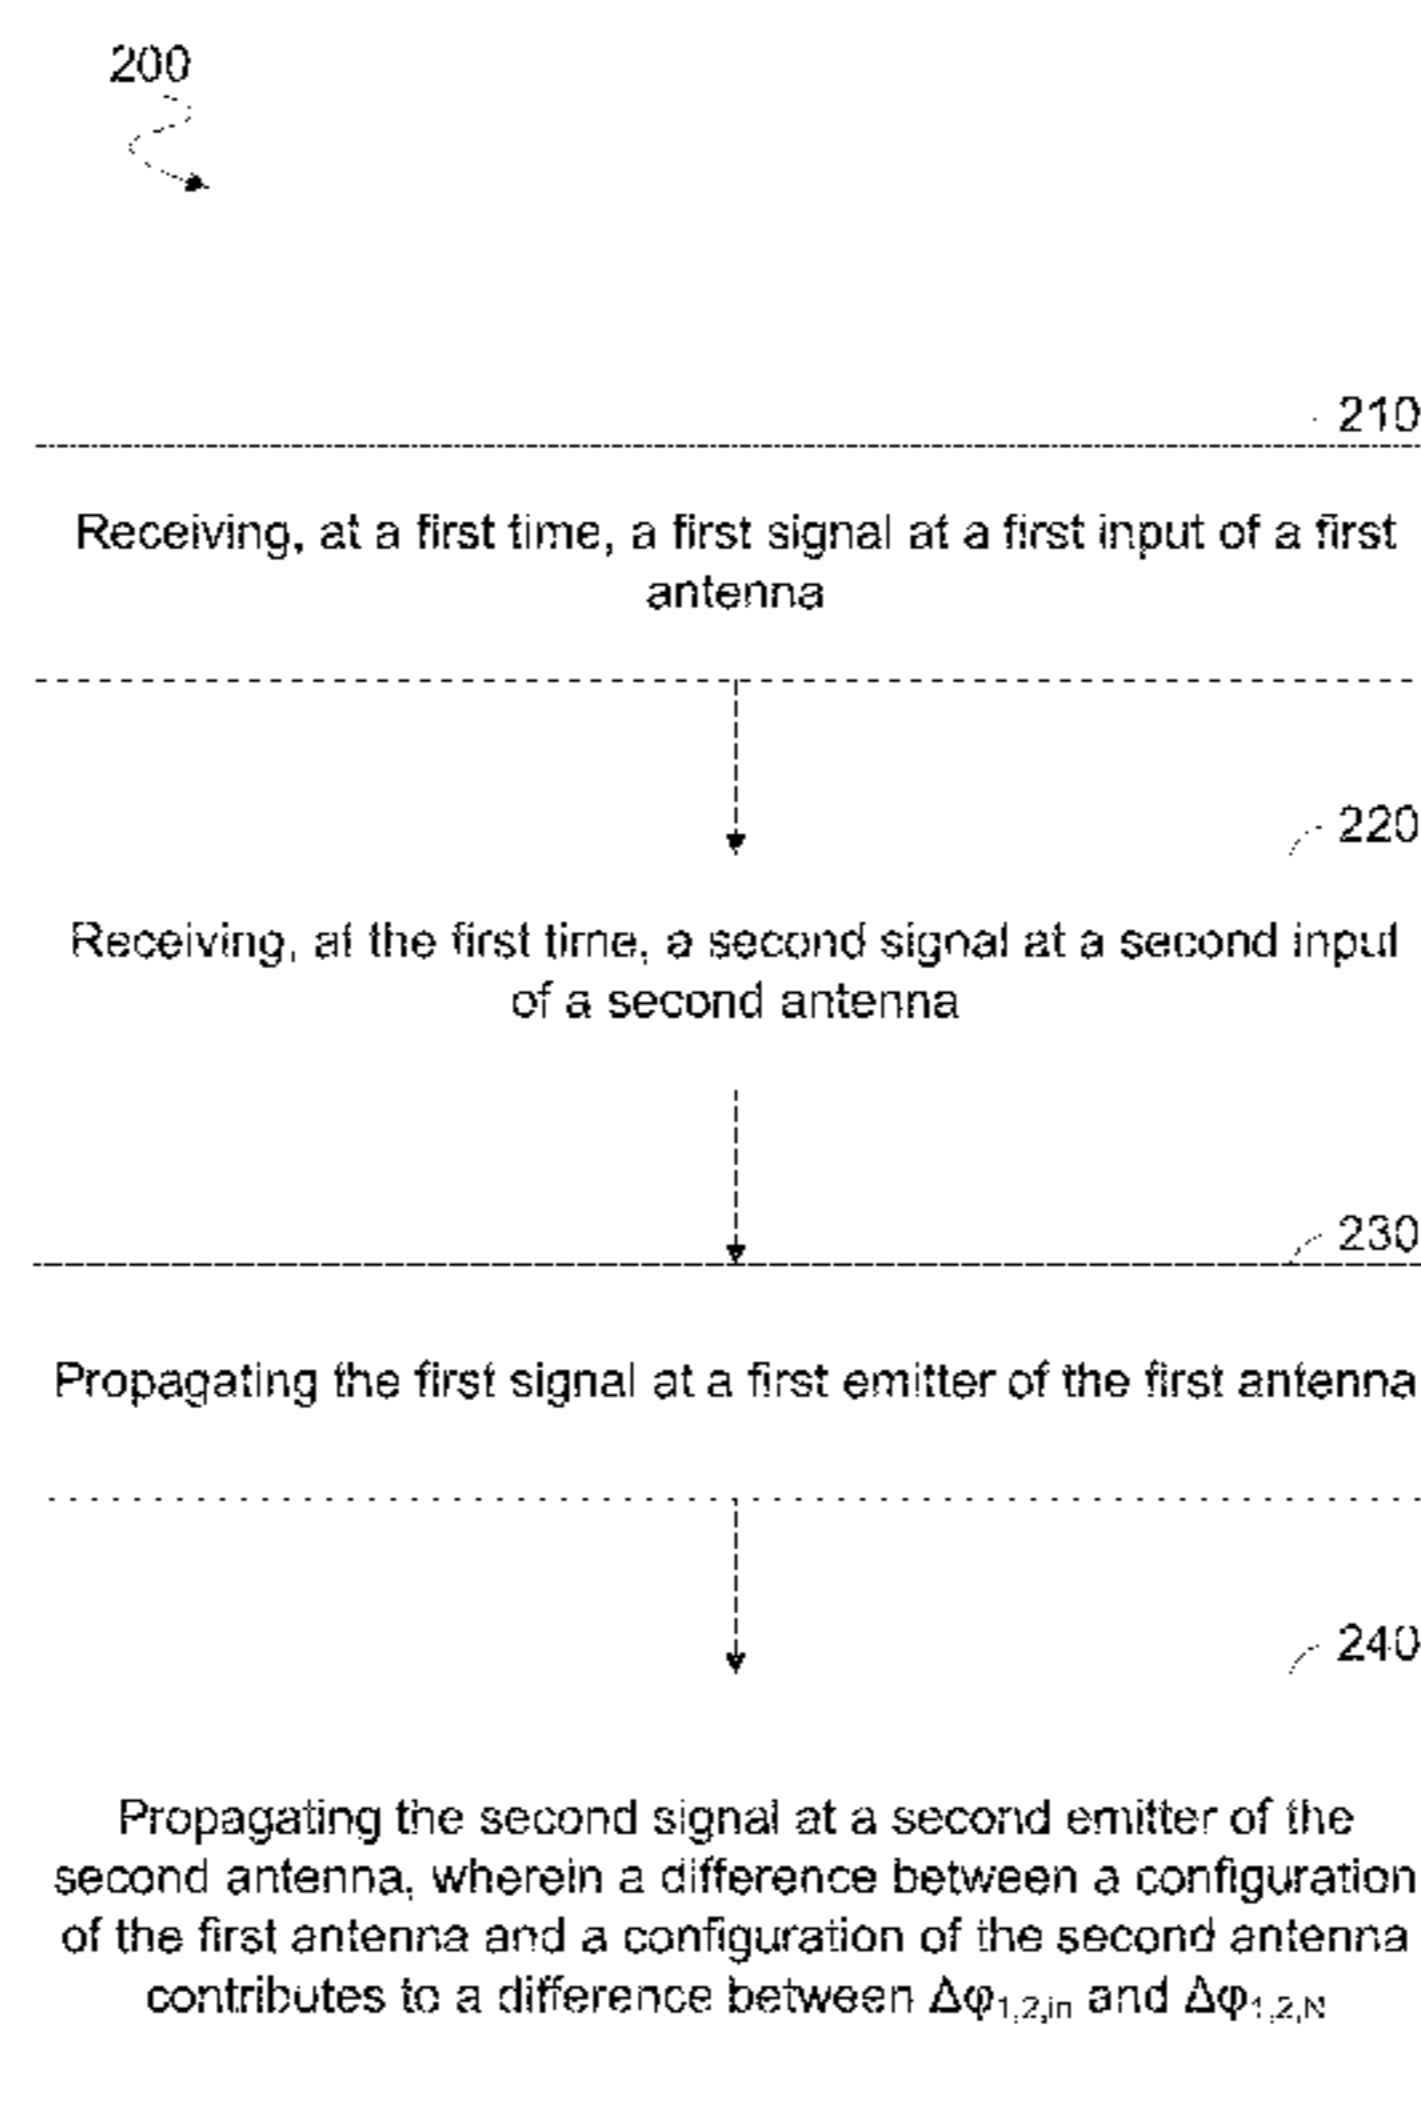 200
210
Receiving, at a first time, a first signal at a first input of a first
antenna
220
Receiving, at the first time, a second signal at a second input
of a second antenna
230
Propagating the first signal at a first emitter of the first antenna
240
Propagating the second signal at a second emitter of the
second antenna, wherein a difference between a configuration
of the first antenna and a configuration of the second antenna
contributes to a difference between Δφ1,2,in and Δφ1,2,N